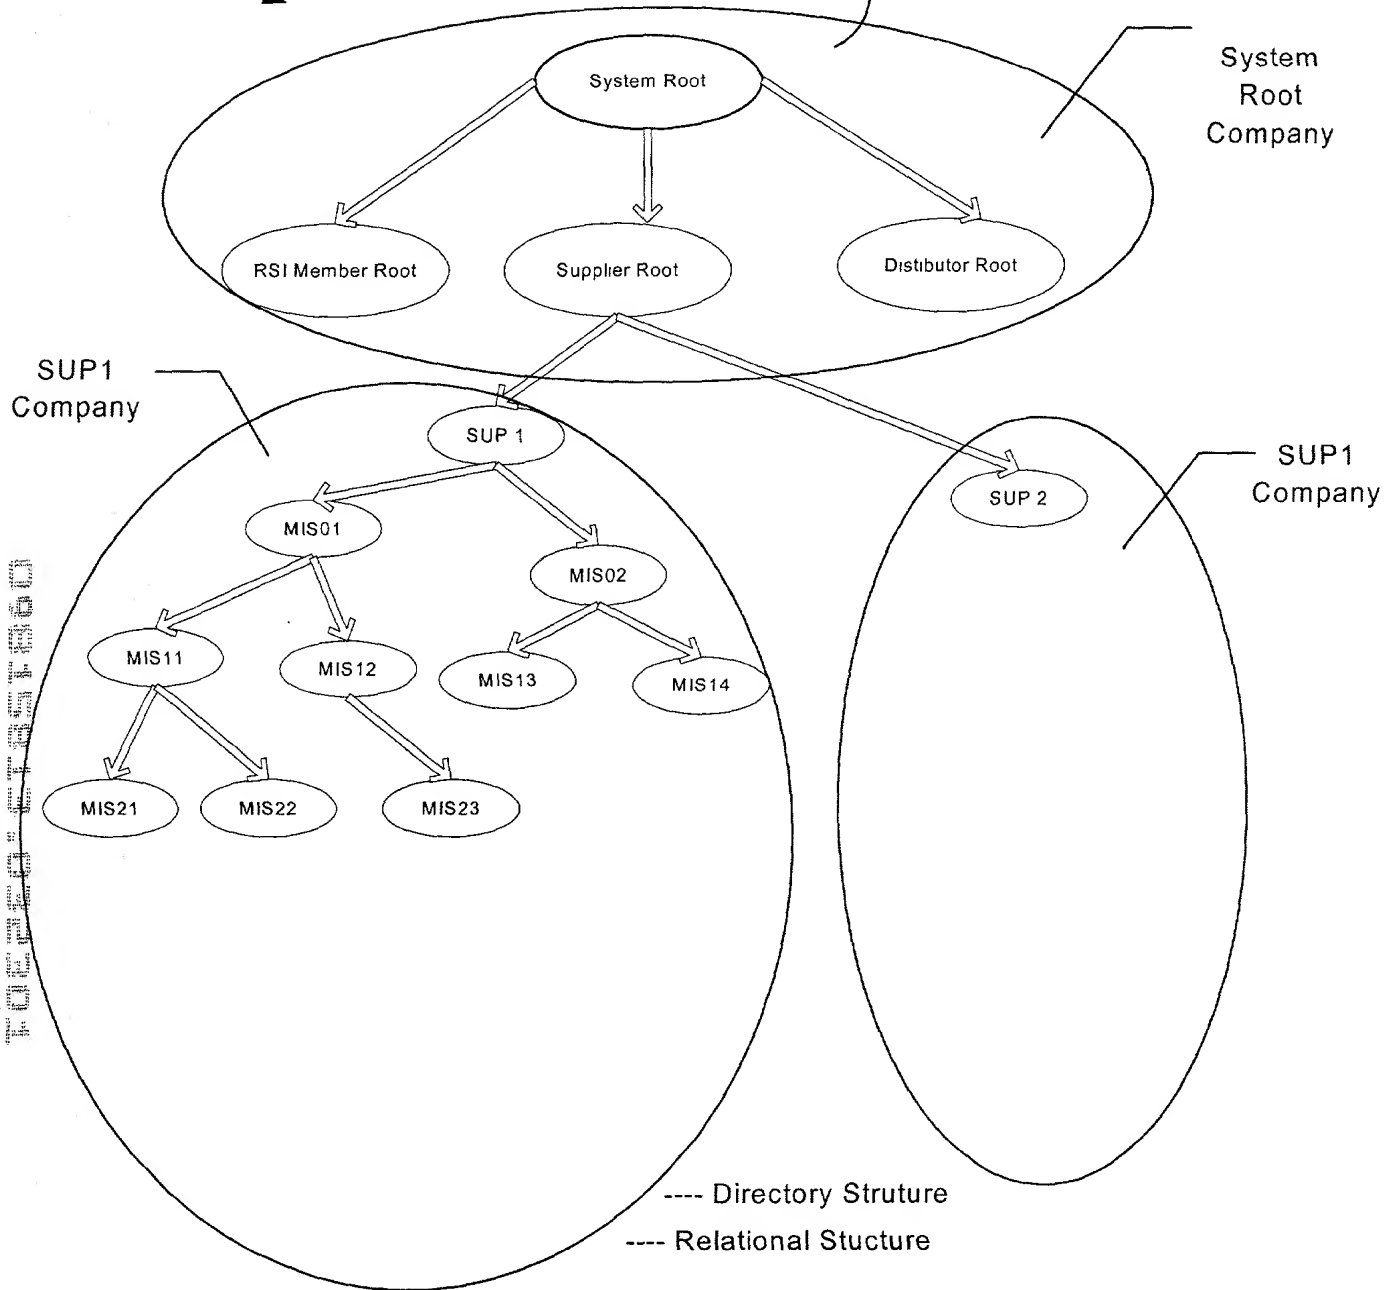 System Root
System
Root
Company
RSI Member Root
Supplier Root
Distibutor Root
SUP1
Company
SUP 1
SUP1
Company
SUP 2
MIS01
MIS02
MIS11
MIS12
MIS13
MIS14
MIS21
MIS22
MIS23
---- Directory Struture
---- Relational Stucture